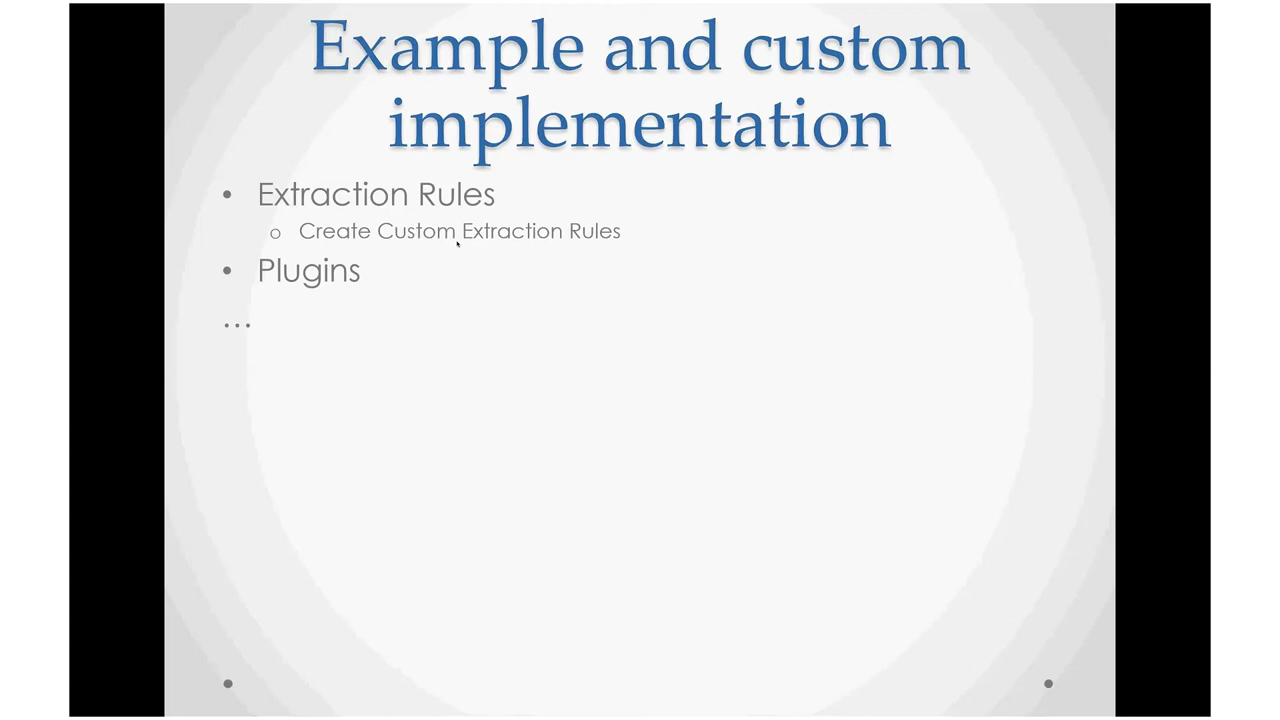 Example and custom
implementation
• Extraction Rules
o Create Custom Extraction Rules
• Plugins
…